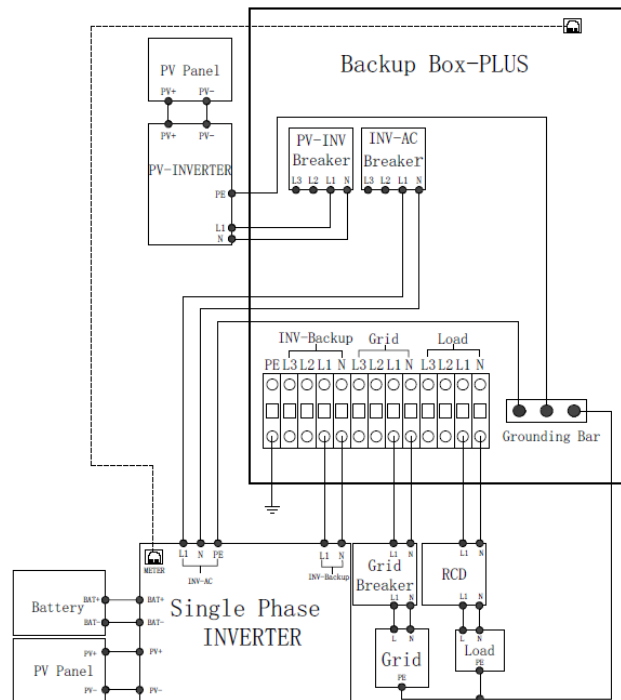 Backup Box-PLUS
PV Panel
PV+ PV-
PV+ PV-
PV-INVERTER
PE
L1
N
PV-INV
Breaker
L3 L2 L1 N
INV-AC
Breaker
L3 L2 L1 N
INV-Backup Grid Load
PE L3 L2 L1 N L3 L2 L1 N L3 L2 L1 N
Grounding Bar
METER
L1 N PE
INV-AC
L1 N
INV-Backup
Single Phase
INVERTER
BAT+
BAT-
PV+
PV-
Battery
BAT+
BAT-
PV Panel
PV+
PV-
L1 N
Grid
Breaker
L1 N
L N
Grid
PE
L1 N
RCD
L1 N
L N
Load
PE